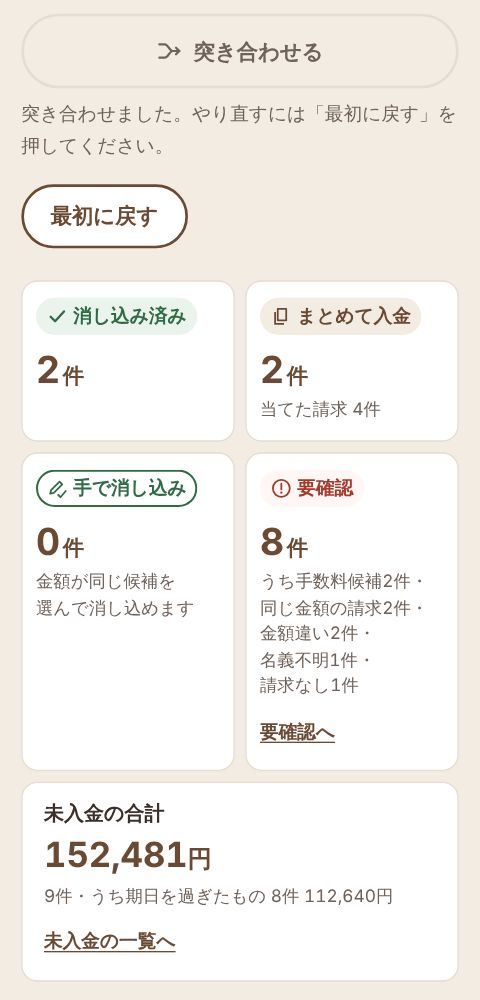 突き合わせる
突き合わせました。やり直すには「最初に戻す」を
押してください。
最初に戻す
消し込み済み
2件
まとめて入金
2件
当てた請求 4件
手で消し込み
0件
金額が同じ候補を
選んで消し込めます
要確認
8件
うち手数料候補2件・
同じ金額の請求2件・
金額違い2件・
名義不明1件・
請求なし1件
要確認へ
未入金の合計
152,481円
9件・うち期日を過ぎたもの 8件 112,640円
未入金の一覧へ